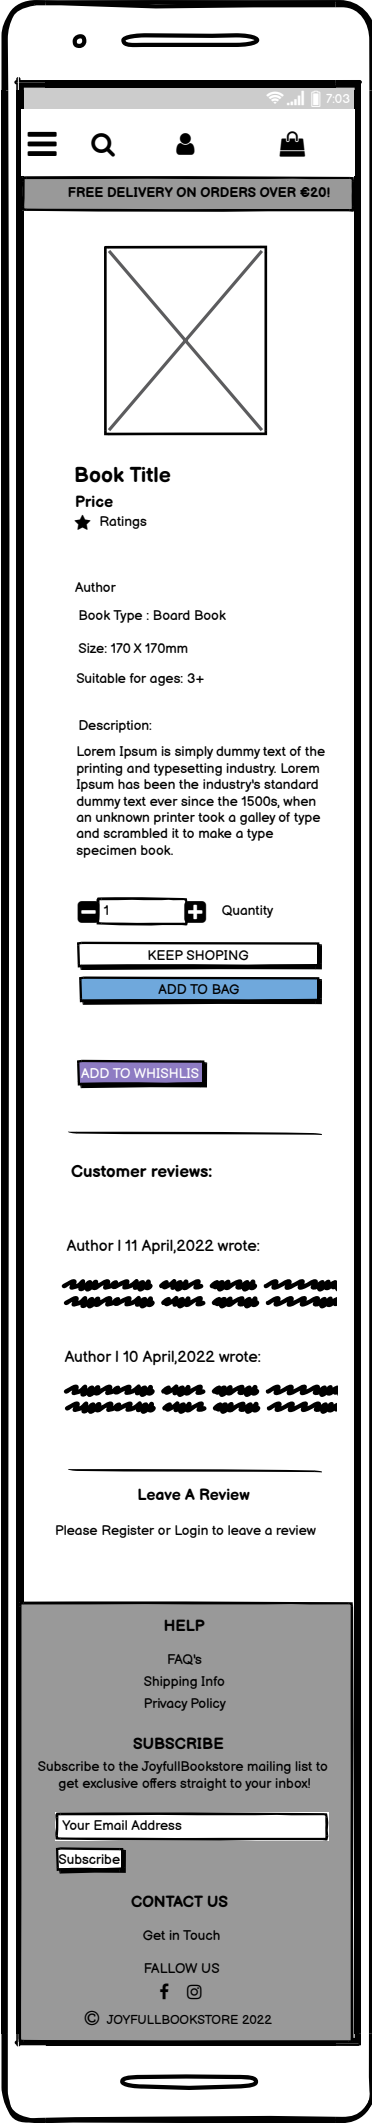 7:03
FREE DELIVERY ON ORDERS OVER €20!
Book Title
Price
Ratings
Author
Book Type : Board Book
Size: 170 X 170mm
Suitable for ages: 3+
Description:
Lorem Ipsum is simply dummy text of the
printing and typesetting industry. Lorem
Ipsum has been the industry's standard
dummy text ever since the 1500s, when
an unknown printer took a galley of type
and scrambled it to make a type
specimen book.
1 Quantity
KEEP SHOPING
ADD TO BAG
ADD TO WHISHLIS
Customer reviews:
Author | 11 April,2022 wrote:
Author | 10 April,2022 wrote:
Leave A Review
Please Register or Login to leave a review
HELP
FAQ's
Shipping Info
Privacy Policy
SUBSCRIBE
Subscribe to the JoyfullBookstore mailing list to
get exclusive offers straight to your inbox!
Your Email Address
Subscribe
CONTACT US
Get in Touch
FALLOW US
© JOYFULLBOOKSTORE 2022